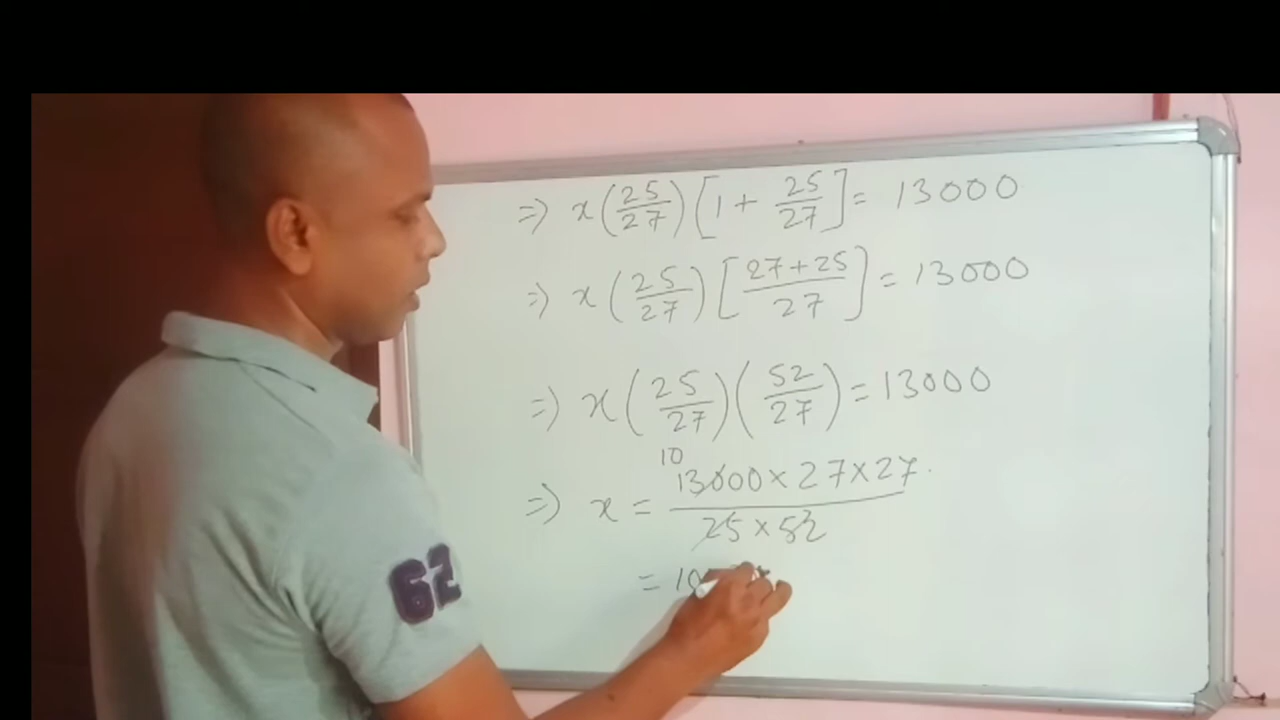 ⇒ x(25/27)[1 + 25/27] = 13000
⇒ x(25/27)[27+25/27] = 13000
⇒ x(25/27)(52/27) = 13000
10
⇒ x = 13000×27×27/25×52
= 10
62